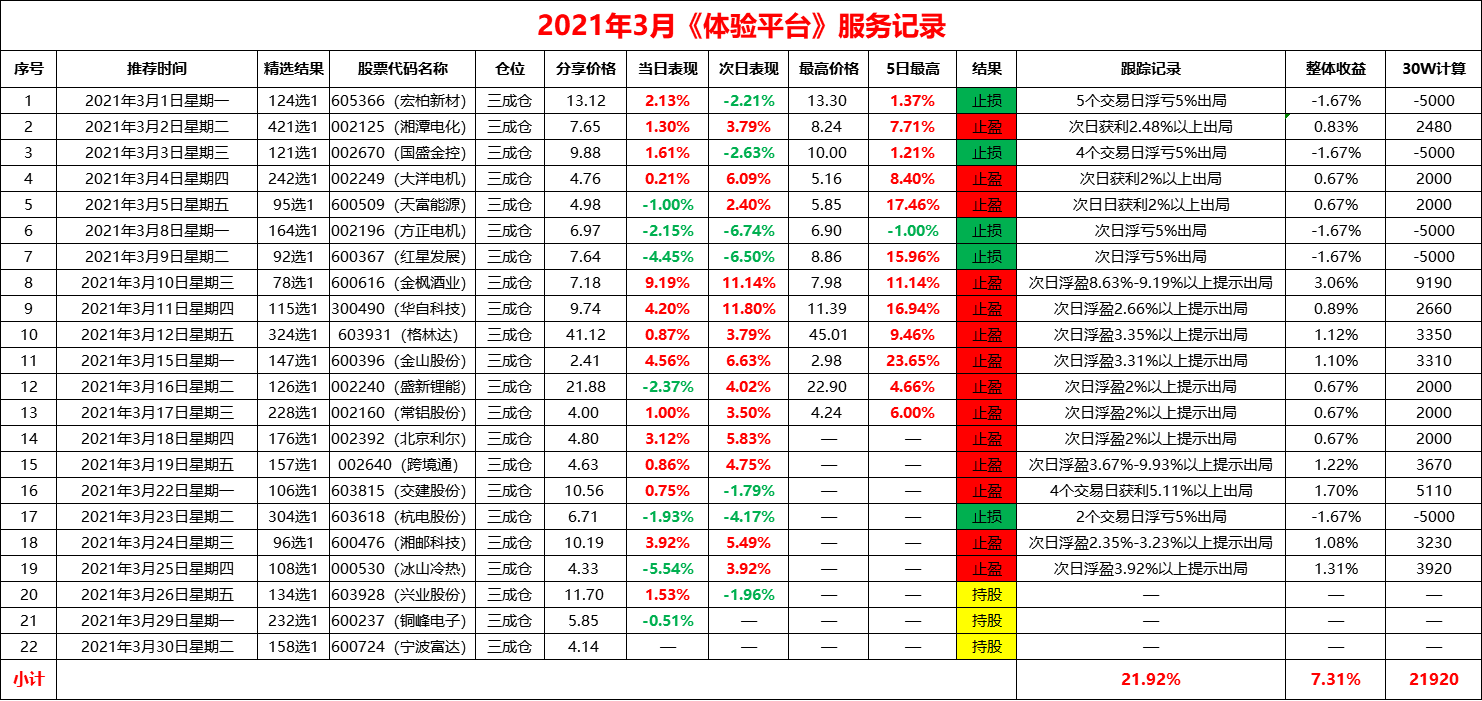 2021年3月《体验平台》服务记录
序号 推荐时间 精选结果 股票代码名称 仓位 分享价格 当日表现 次日表现 最高价格 5日最高 结果 跟踪记录 整体收益 30W计算
1 2021年3月1日星期一 124选1 605366（宏柏新材） 三成仓 13.12 2.13% -2.21% 13.30 1.37% 止损 5个交易日浮亏5%出局 -1.67% -5000
2 2021年3月2日星期二 421选1 002125（湘潭电化） 三成仓 7.65 1.30% 3.79% 8.24 7.71% 止盈 次日获利2.48%以上出局 0.83% 2480
3 2021年3月3日星期三 121选1 002670（国盛金控） 三成仓 9.88 1.61% -2.63% 10.00 1.21% 止损 4个交易日浮亏5%出局 -1.67% -5000
4 2021年3月4日星期四 242选1 002249（大洋电机） 三成仓 4.76 0.21% 6.09% 5.16 8.40% 止盈 次日获利2%以上出局 0.67% 2000
5 2021年3月5日星期五 95选1 600509（天富能源） 三成仓 4.98 -1.00% 2.40% 5.85 17.46% 止盈 次日日获利2%以上出局 0.67% 2000
6 2021年3月8日星期一 164选1 002196（方正电机） 三成仓 6.97 -2.15% -6.74% 6.90 -1.00% 止损 次日浮亏5%出局 -1.67% -5000
7 2021年3月9日星期二 92选1 600367（红星发展） 三成仓 7.64 -4.45% -6.50% 8.86 15.96% 止损 次日浮亏5%出局 -1.67% -5000
8 2021年3月10日星期三 78选1 600616（金枫酒业） 三成仓 7.18 9.19% 11.14% 7.98 11.14% 止盈 次日浮盈8.63%-9.19%以上提示出局 3.06% 9190
9 2021年3月11日星期四 115选1 300490（华自科技） 三成仓 9.74 4.20% 11.80% 11.39 16.94% 止盈 次日浮盈2.66%以上提示出局 0.89% 2660
10 2021年3月12日星期五 324选1 603931（格林达） 三成仓 41.12 0.87% 3.79% 45.01 9.46% 止盈 次日浮盈3.35%以上提示出局 1.12% 3350
11 2021年3月15日星期一 147选1 600396（金山股份） 三成仓 2.41 4.56% 6.63% 2.98 23.65% 止盈 次日浮盈3.31%以上提示出局 1.10% 3310
12 2021年3月16日星期二 126选1 002240（盛新锂能） 三成仓 21.88 -2.37% 4.02% 22.90 4.66% 止盈 次日浮盈2%以上提示出局 0.67% 2000
13 2021年3月17日星期三 228选1 002160（常铝股份） 三成仓 4.00 1.00% 3.50% 4.24 6.00% 止盈 次日浮盈2%以上提示出局 0.67% 2000
14 2021年3月18日星期四 176选1 002392（北京利尔） 三成仓 4.80 3.12% 5.83% — — 止盈 次日浮盈2%以上提示出局 0.67% 2000
15 2021年3月19日星期五 157选1 002640（跨境通） 三成仓 4.63 0.86% 4.75% — — 止盈 次日浮盈3.67%-9.93%以上提示出局 1.22% 3670
16 2021年3月22日星期一 106选1 603815（交建股份） 三成仓 10.56 0.75% -1.79% — — 止盈 4个交易日获利5.11%以上出局 1.70% 5110
17 2021年3月23日星期二 304选1 603618（杭电股份） 三成仓 6.71 -1.93% -4.17% — — 止损 2个交易日浮亏5%出局 -1.67% -5000
18 2021年3月24日星期三 96选1 600476（湘邮科技） 三成仓 10.19 3.92% 5.49% — — 止盈 次日浮盈2.35%-3.23%以上提示出局 1.08% 3230
19 2021年3月25日星期四 108选1 000530（冰山冷热） 三成仓 4.33 -5.54% 3.92% — — 止盈 次日浮盈3.92%以上提示出局 1.31% 3920
20 2021年3月26日星期五 134选1 603928（兴业股份） 三成仓 11.70 1.53% -1.96% — — 持股 — — —
21 2021年3月29日星期一 232选1 600237（铜峰电子） 三成仓 5.85 -0.51% — — — 持股 — — —
22 2021年3月30日星期二 158选1 600724（宁波富达） 三成仓 4.14 — — — — 持股 — — —
小计 21.92% 7.31% 21920